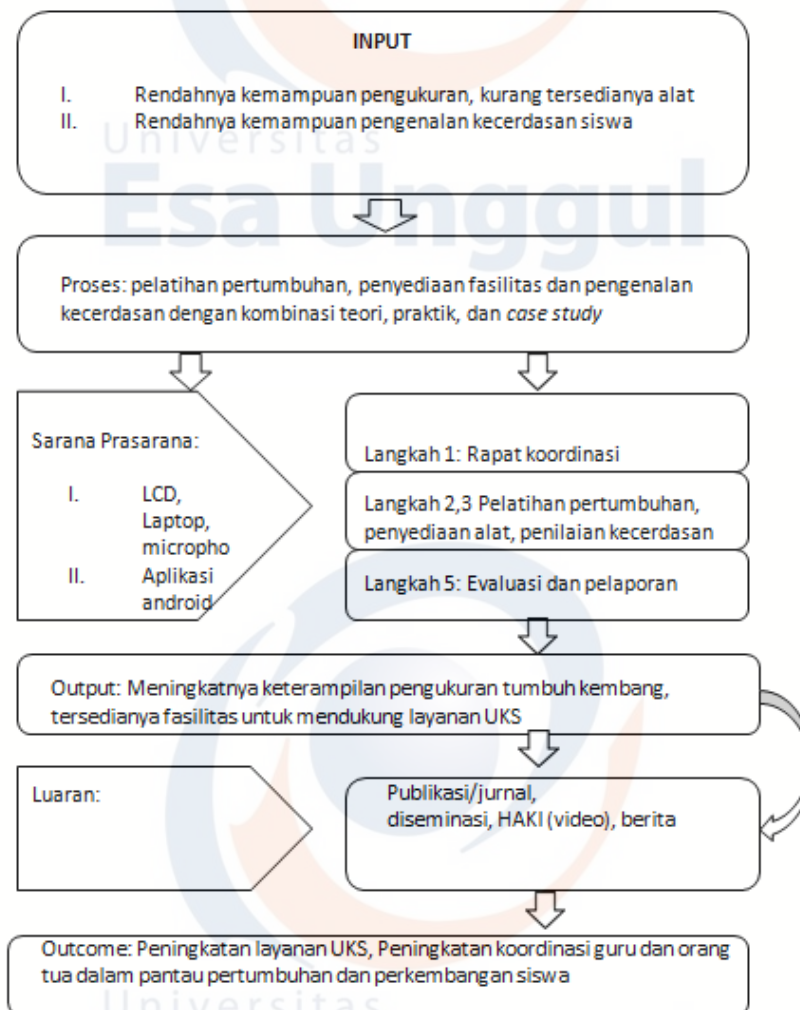 INPUT
I. Rendahnya kemampuan pengukuran, kurang tersedianya alat
II. Rendahnya kemampuan pengenalan kecerdasan siswa
Universitas
Esa Unggul
Proses: pelatihan pertumbuhan, penyediaan fasilitas dan pengenalan
kecerdasan dengan kombinasi teori, praktik, dan case study
Sarana Prasarana:
I. LCD,
Laptop,
micropho
II. Aplikasi
android
Langkah 1: Rapat koordinasi
Langkah 2,3 Pelatihan pertumbuhan,
penyediaan alat, penilaian kecerdasan
Langkah 5: Evaluasi dan pelaporan
Output: Meningkatnya keterampilan pengukuran tumbuh kembang,
tersedianya fasilitas untuk mendukung layanan UKS
Luaran:
Publikasi/jurnal,
diseminasi, HAKI (video), berita
Outcome: Peningkatan layanan UKS, Peningkatan koordinasi guru dan orang
tua dalam pantau pertumbuhan dan perkembangan siswa
Universitas